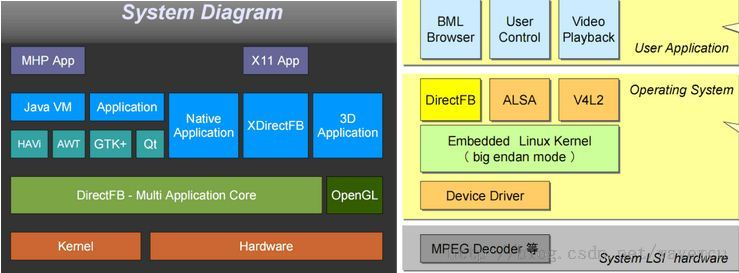 System Diagram
MHP App
X11 App
Java VM
Application
Native
Application
XDirectFB
3D
Application
HAVi
AWT
GTK+
Qt
DirectFB - Multi Application Core
OpenGL
Kernel
Hardware
BML
Browser
User
Control
Video
Playback
User Application
Operating System
DirectFB
ALSA
V4L2
Embedded Linux Kernel
( big endan mode )
Device Driver
MPEG Decoder 等
System LSI hardware